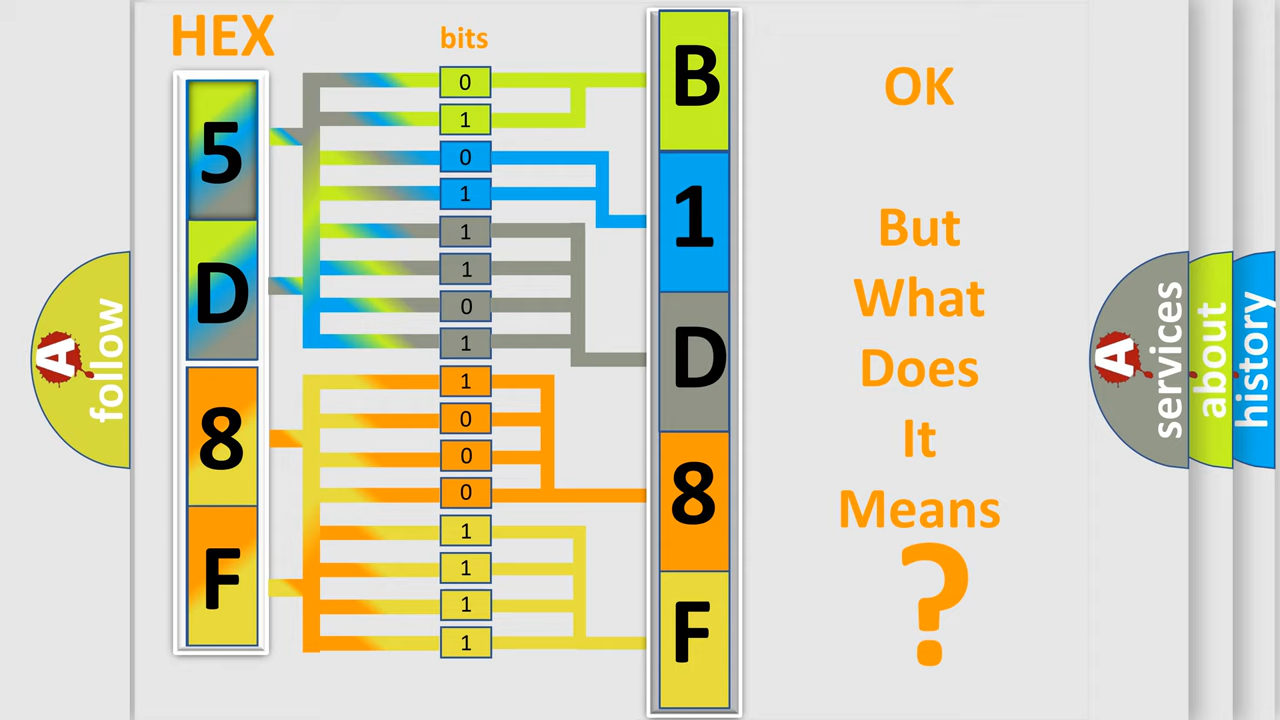 HEX
bits
5
D
8
F
0
1
0
1
1
1
0
1
1
0
0
0
1
1
1
1
B
1
D
8
F
OK
But
What
Does
It
Means
?
A
follow
A
services
about
history